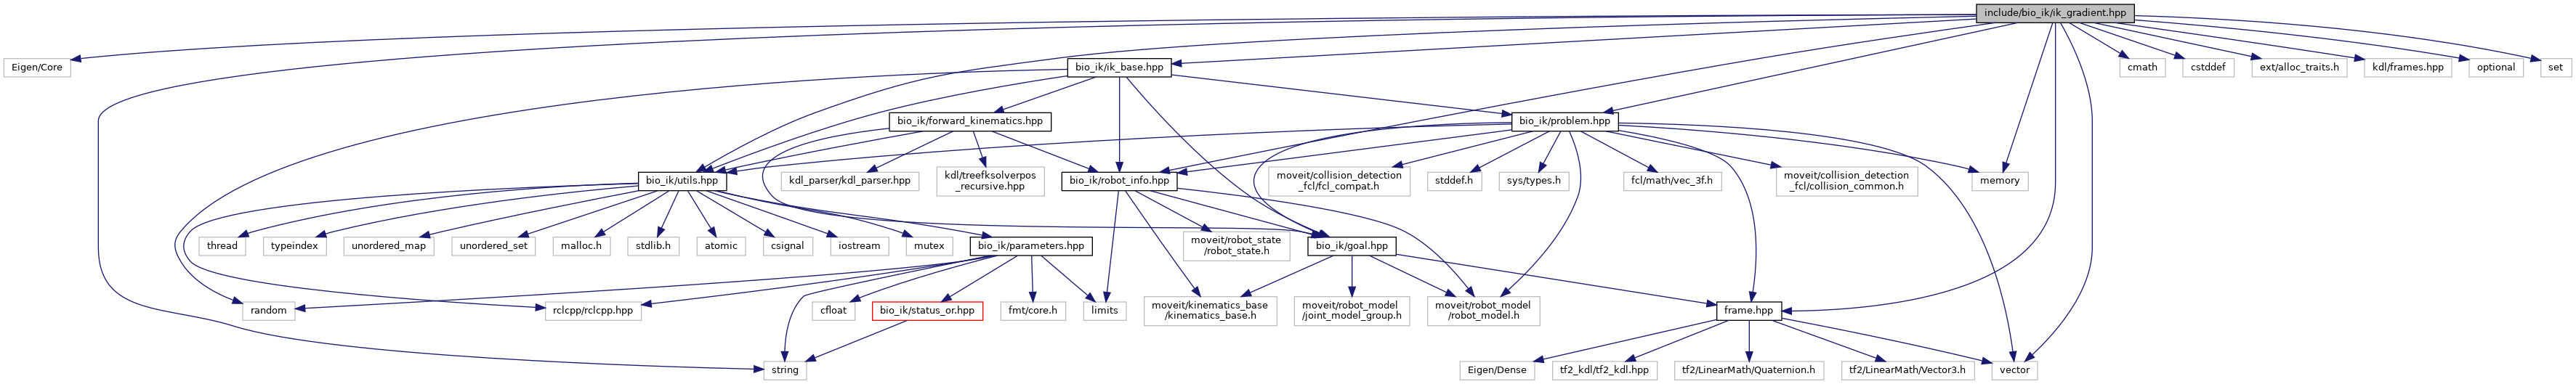 include/bio_ik/ik_gradient.hpp
Eigen/Core
bio_ik/ik_base.hpp
cmath
cstddef
ext/alloc_traits.h
kdl/frames.hpp
optional
set
bio_ik/forward_kinematics.hpp
bio_ik/problem.hpp
bio_ik/utils.hpp
kdl_parser/kdl_parser.hpp
kdl/treefksolverpos
_recursive.hpp
bio_ik/robot_info.hpp
moveit/collision_detection
_fcl/fcl_compat.h
stddef.h
sys/types.h
fcl/math/vec_3f.h
moveit/collision_detection
_fcl/collision_common.h
memory
thread
typeindex
unordered_map
unordered_set
malloc.h
stdlib.h
atomic
csignal
iostream
mutex
bio_ik/parameters.hpp
moveit/robot_state
/robot_state.h
bio_ik/goal.hpp
random
rclcpp/rclcpp.hpp
cfloat
bio_ik/status_or.hpp
fmt/core.h
limits
moveit/kinematics_base
/kinematics_base.h
moveit/robot_model
/joint_model_group.h
moveit/robot_model
/robot_model.h
frame.hpp
string
Eigen/Dense
tf2_kdl/tf2_kdl.hpp
tf2/LinearMath/Quaternion.h
tf2/LinearMath/Vector3.h
vector